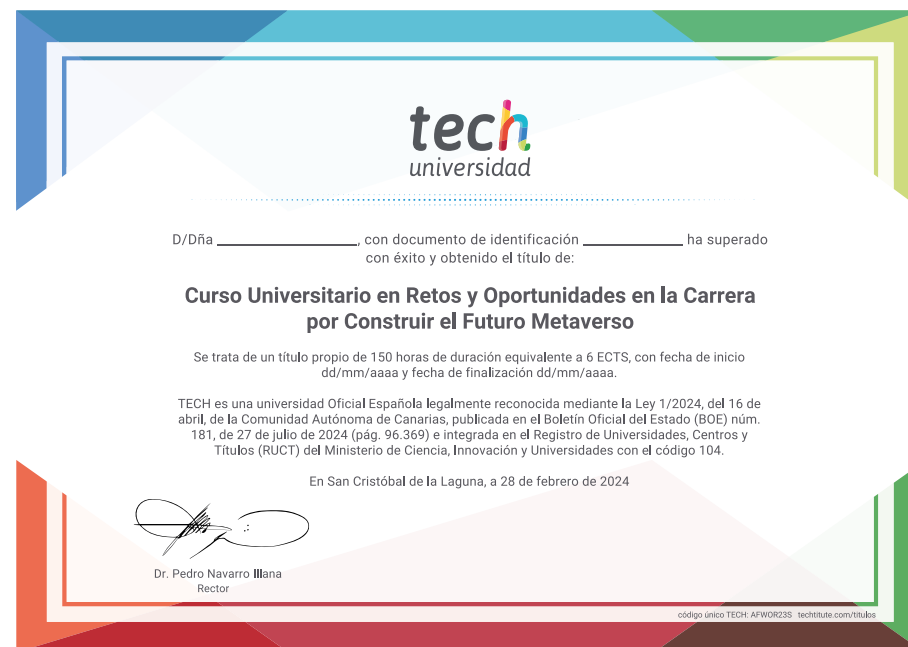 tech
universidad
D/Dña ____________________, con documento de identificación ______________ ha superado
con éxito y obtenido el título de:
Curso Universitario en Retos y Oportunidades en la Carrera
por Construir el Futuro Metaverso
Se trata de un título propio de 150 horas de duración equivalente a 6 ECTS, con fecha de inicio
dd/mm/aaaa y fecha de finalización dd/mm/aaaa.
TECH es una universidad Oficial Española legalmente reconocida mediante la Ley 1/2024, del 16 de
abril, de la Comunidad Autónoma de Canarias, publicada en el Boletín Oficial del Estado (BOE) núm.
181, de 27 de julio de 2024 (pág. 96.369) e integrada en el Registro de Universidades, Centros y
Títulos (RUCT) del Ministerio de Ciencia, Innovación y Universidades con el código 104.
En San Cristóbal de la Laguna, a 28 de febrero de 2024
Dr. Pedro Navarro Illana
Rector
código único TECH: AFWOR23S techtitute.com/titulos